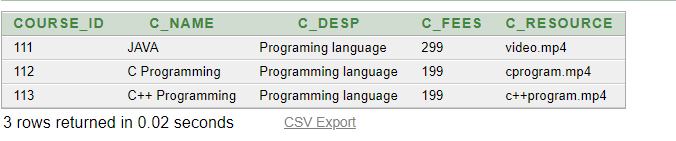 COURSE_ID C_NAME C_DESP C_FEES C_RESOURCE
111 JAVA Programing language 299 video.mp4
112 C Programming Programming language 199 cprogram.mp4
113 C++ Programming Programming language 199 c++program.mp4
3 rows returned in 0.02 seconds CSV Export